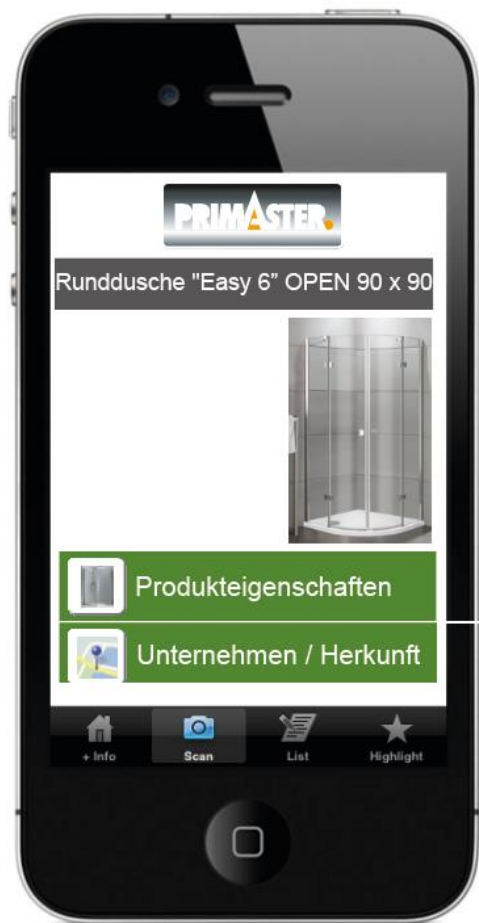 PRIMASTER
Runddusche "Easy 6” OPEN 90 x 90
Produkteigenschaften
Unternehmen / Herkunft
+ Info
Scan
List
Highlight